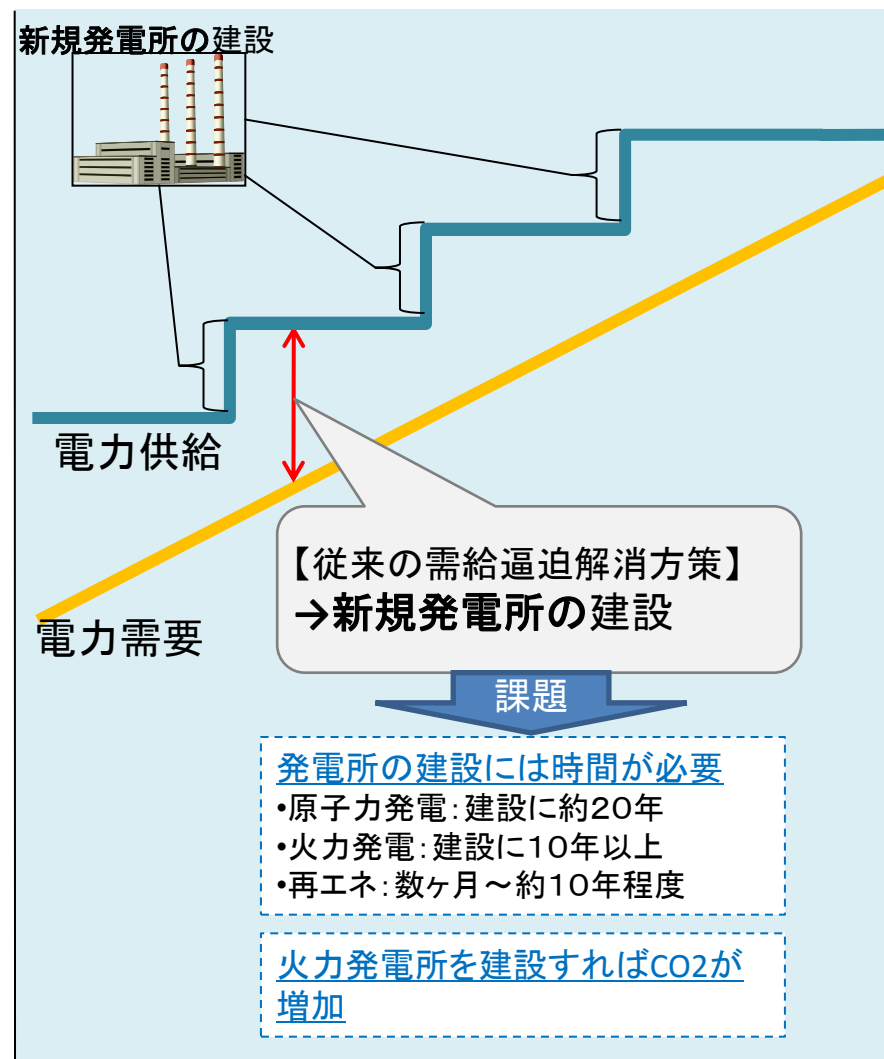 新規発電所の建設
電力供給
電力需要
【従来の需給逼迫解消方策】
→新規発電所の建設
課題
発電所の建設には時間が必要
•原子力発電：建設に約２０年
•火力発電：建設に１０年以上
•再エネ：数ヶ月～約１０年程度
火力発電所を建設すればCO2が
増加